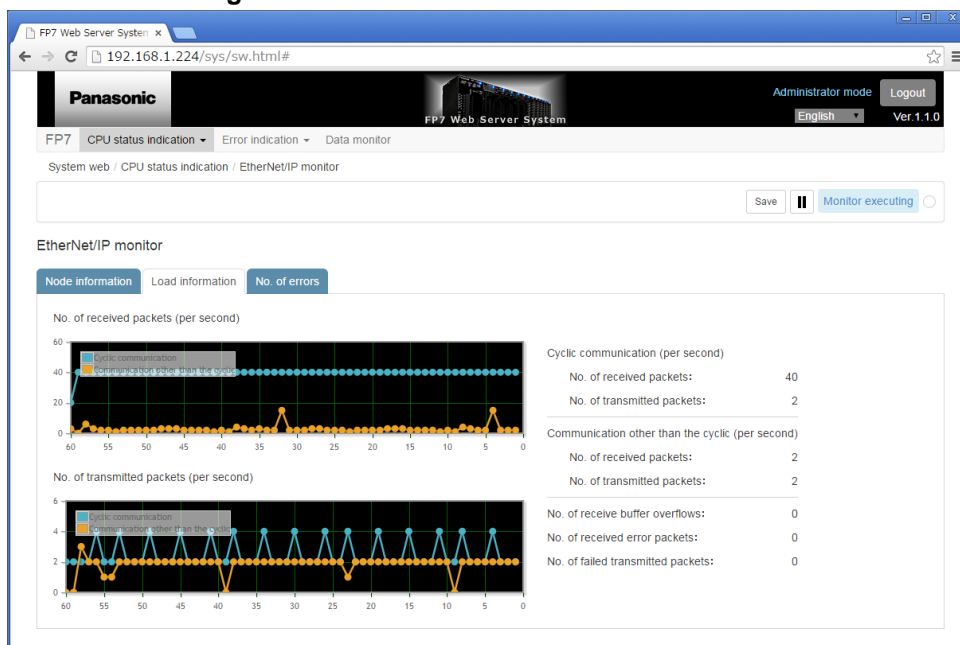 FP7 Web Server System
192.168.1.224/sys/sw.html#
Panasonic
FP7 Web Server System
Administrator mode
Logout
English
Ver.1.1.0
FP7 CPU status indication Error indication Data monitor
System web / CPU status indication / EtherNet/IP monitor
Save
Monitor executing
EtherNet/IP monitor
Node information Load information No. of errors
No. of received packets (per second)
60
40
20
0
Cyclic communication
Communication other than the cyclic
60 55 50 45 40 35 30 25 20 15 10 5 0
No. of transmitted packets (per second)
6
4
2
0
Cyclic communication
Communication other than the cyclic
60 55 50 45 40 35 30 25 20 15 10 5 0
Cyclic communication (per second)
No. of received packets: 40
No. of transmitted packets: 2
Communication other than the cyclic (per second)
No. of received packets: 2
No. of transmitted packets: 2
No. of receive buffer overflows: 0
No. of received error packets: 0
No. of failed transmitted packets: 0